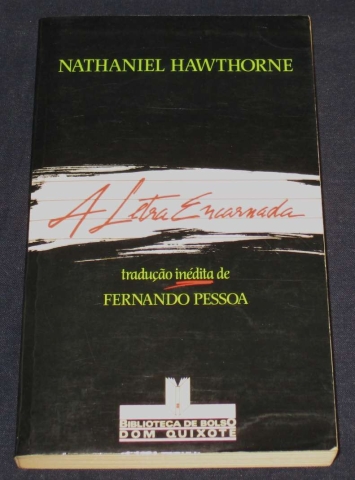 NATHANIEL HAWTHORNE
A Letra Encarnada
tradução inédita de
FERNANDO PESSOA
BIBLIOTECA DE BOLSO
DOM QUIXOTE